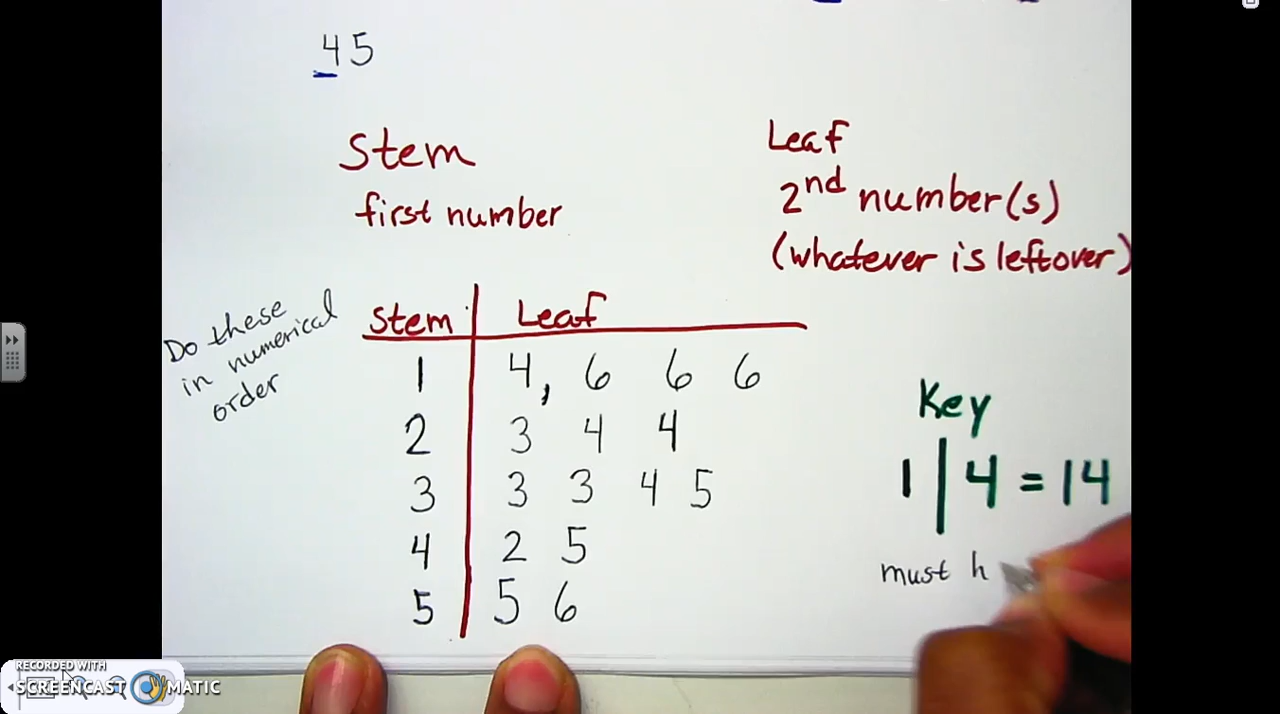 45
Stem
first number
Leaf
2nd number(s)
(whatever is leftover)
Do these
in numerical
order
Stem | Leaf
1 | 4, 6 6 6
2 | 3 4 4
3 | 3 3 4 5
4 | 2 5
5 | 5 6
Key
1 | 4 = 14
must h
RECORDED WITH
SCREENCAST MATIC